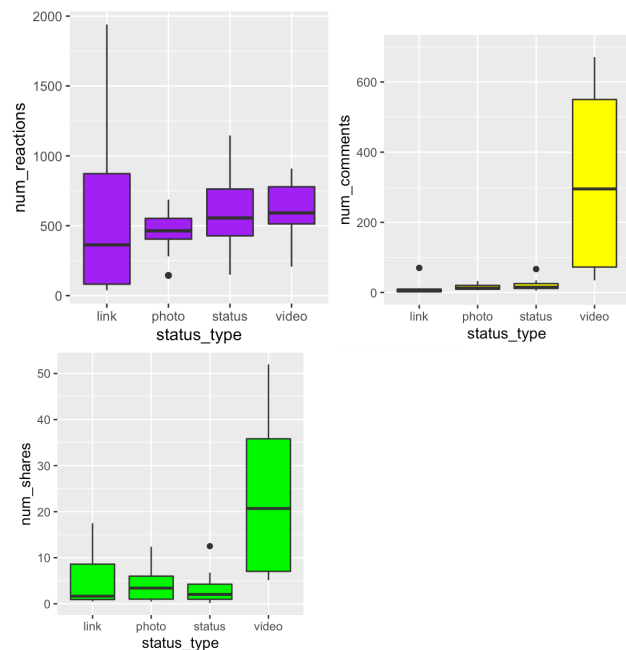 2000
1500
1000
500
0
num_reactions
link photo status video
status_type
600
400
200
0
num_comments
link photo status video
status_type
50
40
30
20
10
0
num_shares
link photo status video
status_type